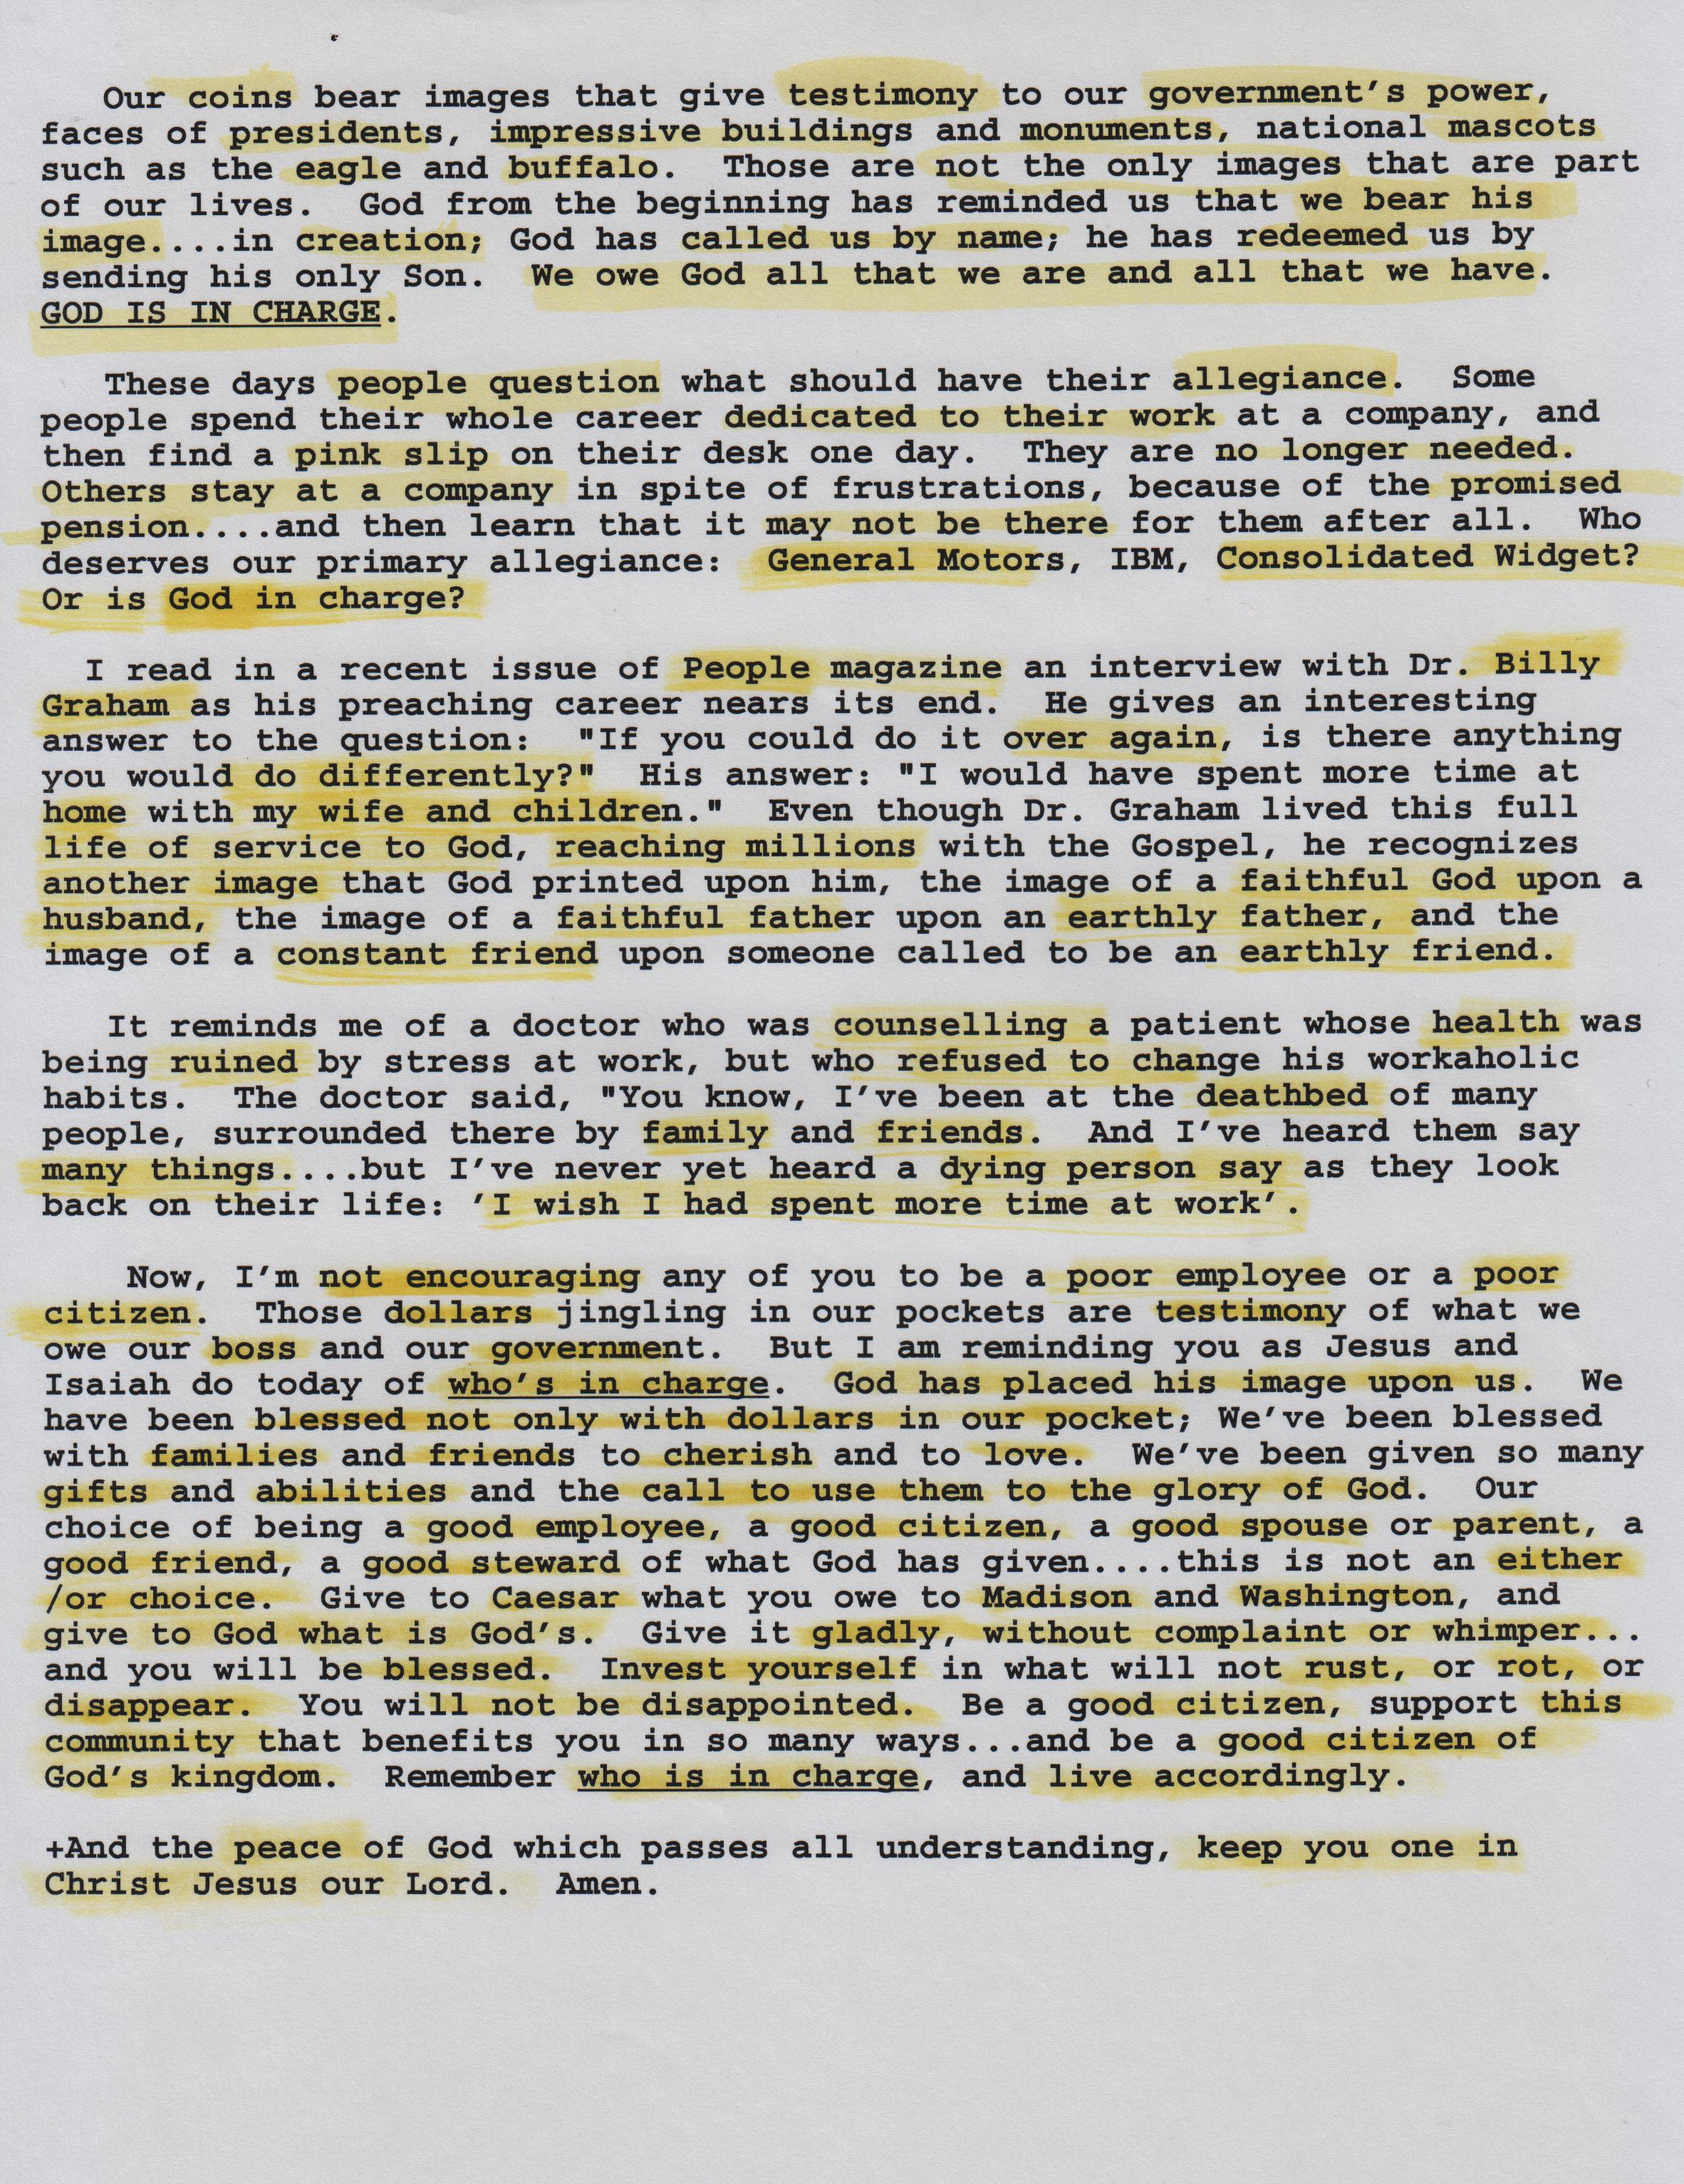 Our coins bear images that give testimony to our government's power,
faces of presidents, impressive buildings and monuments, national mascots
such as the eagle and buffalo.  Those are not the only images that are part
of our lives.  God from the beginning has reminded us that we bear his
image....in creation; God has called us by name; he has redeemed us by
sending his only Son.  We owe God all that we are and all that we have.
GOD IS IN CHARGE.
These days people question what should have their allegiance.  Some
people spend their whole career dedicated to their work at a company, and
then find a pink slip on their desk one day.  They are no longer needed.
Others stay at a company in spite of frustrations, because of the promised
pension....and then learn that it may not be there for them after all.  Who
deserves our primary allegiance:  General Motors, IBM, Consolidated Widget?
Or is God in charge?
I read in a recent issue of People magazine an interview with Dr. Billy
Graham as his preaching career nears its end.  He gives an interesting
answer to the question:  "If you could do it over again, is there anything
you would do differently?"  His answer: "I would have spent more time at
home with my wife and children."  Even though Dr. Graham lived this full
life of service to God, reaching millions with the Gospel, he recognizes
another image that God printed upon him, the image of a faithful God upon a
husband, the image of a faithful father upon an earthly father, and the
image of a constant friend upon someone called to be an earthly friend.
It reminds me of a doctor who was counselling a patient whose health was
being ruined by stress at work, but who refused to change his workaholic
habits.  The doctor said, "You know, I've been at the deathbed of many
people, surrounded there by family and friends.  And I've heard them say
many things....but I've never yet heard a dying person say as they look
back on their life: 'I wish I had spent more time at work'.
Now, I'm not encouraging any of you to be a poor employee or a poor
citizen.  Those dollars jingling in our pockets are testimony of what we
owe our boss and our government.  But I am reminding you as Jesus and
Isaiah do today of who's in charge.  God has placed his image upon us.  We
have been blessed not only with dollars in our pocket; We've been blessed
with families and friends to cherish and to love.  We've been given so many
gifts and abilities and the call to use them to the glory of God.  Our
choice of being a good employee, a good citizen, a good spouse or parent, a
good friend, a good steward of what God has given....this is not an either
/or choice.  Give to Caesar what you owe to Madison and Washington, and
give to God what is God's.  Give it gladly, without complaint or whimper...
and you will be blessed.  Invest yourself in what will not rust, or rot, or
disappear.  You will not be disappointed.  Be a good citizen, support this
community that benefits you in so many ways...and be a good citizen of
God's kingdom.  Remember who is in charge, and live accordingly.
+And the peace of God which passes all understanding, keep you one in
Christ Jesus our Lord.  Amen.